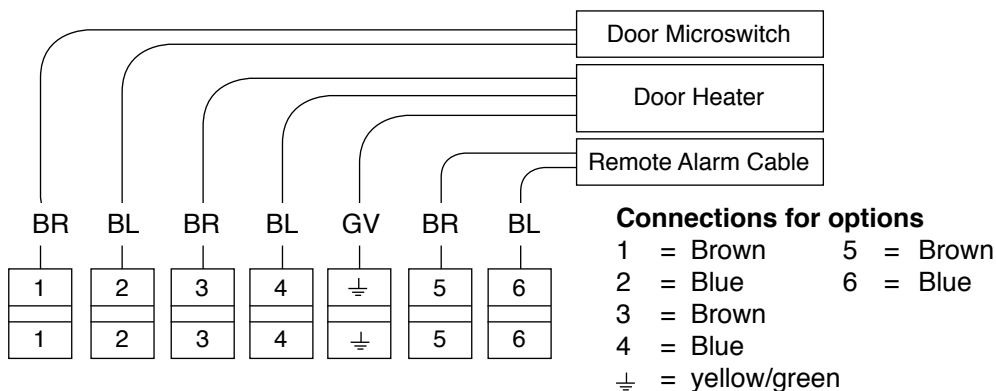 Door Microswitch
Door Heater
Remote Alarm Cable
BR BL BR BL GV BR BL
1 2 3 4 ⏚ 5 6
1 2 3 4 ⏚ 5 6
Connections for options
1 = Brown 5 = Brown
2 = Blue 6 = Blue
3 = Brown
4 = Blue
⏚ = yellow/green